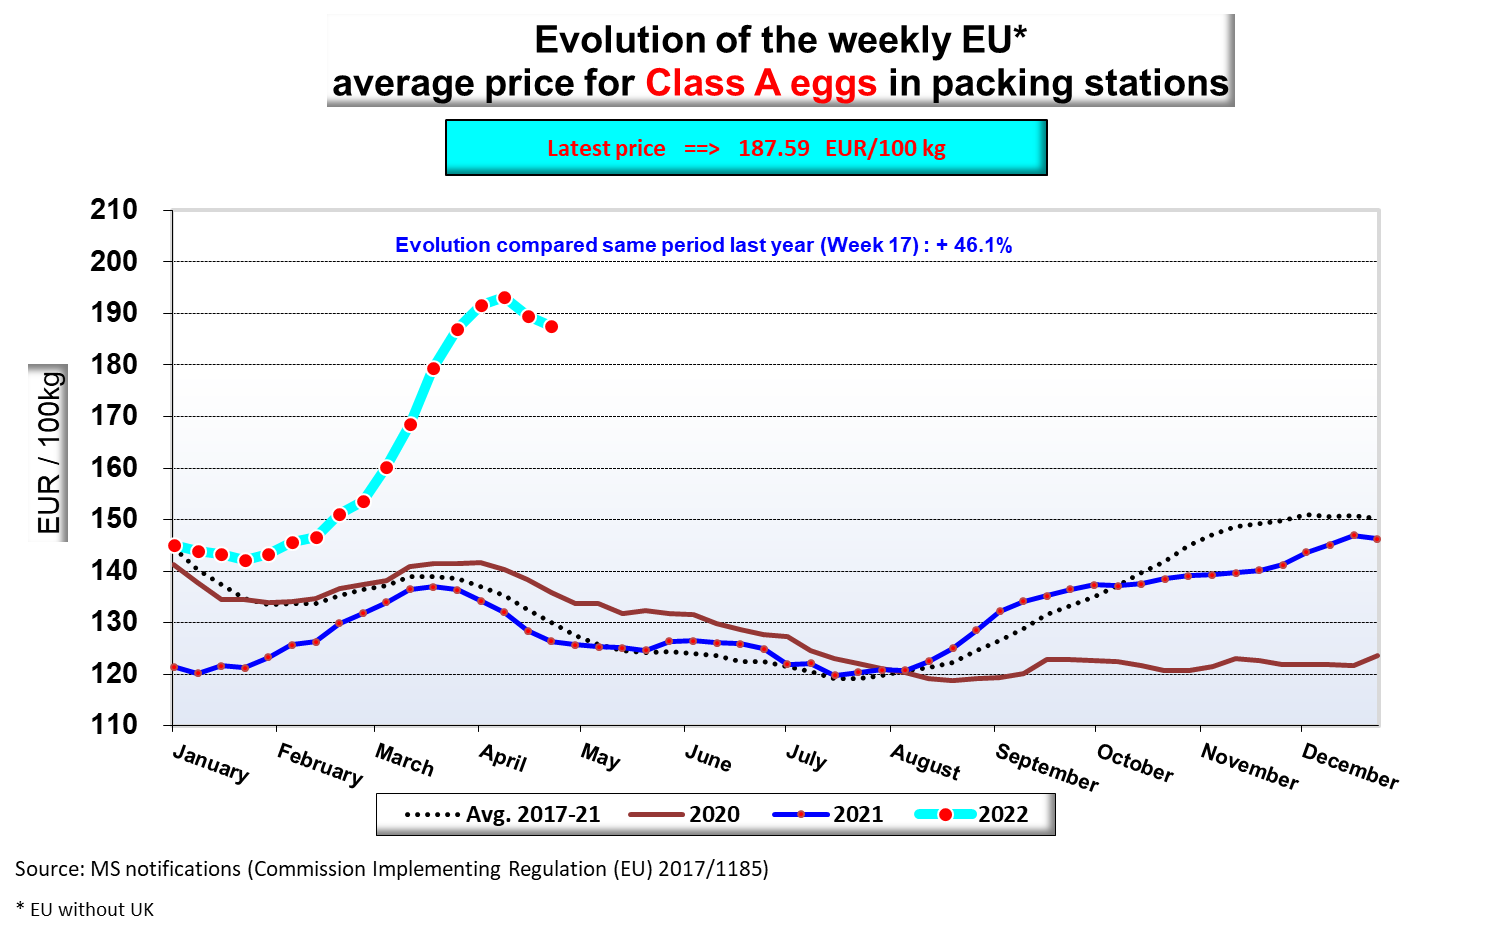 Evolution of the weekly EU*
average price for Class A eggs in packing stations
Latest price ==> 187.59 EUR/100 kg
Evolution compared same period last year (Week 17) : + 46.1%
EUR / 100kg
210
200
190
180
170
160
150
140
130
120
110
January February March April May June July August September October November December
Avg. 2017-21 2020 2021 2022
Source: MS notifications (Commission Implementing Regulation (EU) 2017/1185)
* EU without UK